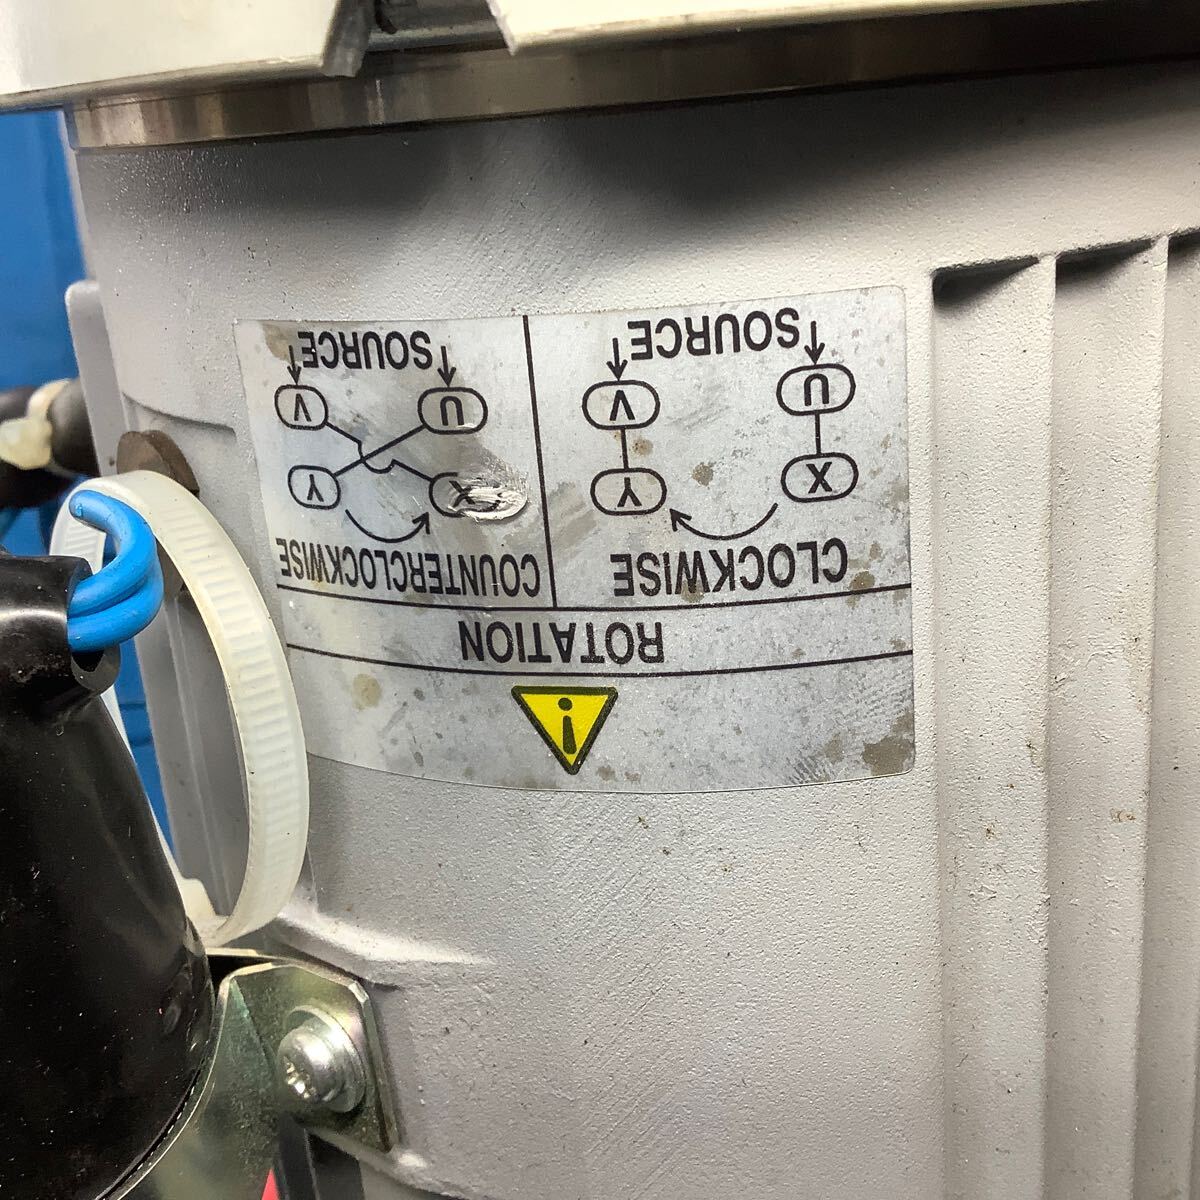 !
ROTATION
CLOCKWISE
X Y
U V
SOURCE
COUNTERCLOCKWISE
X Y
U V
SOURCE